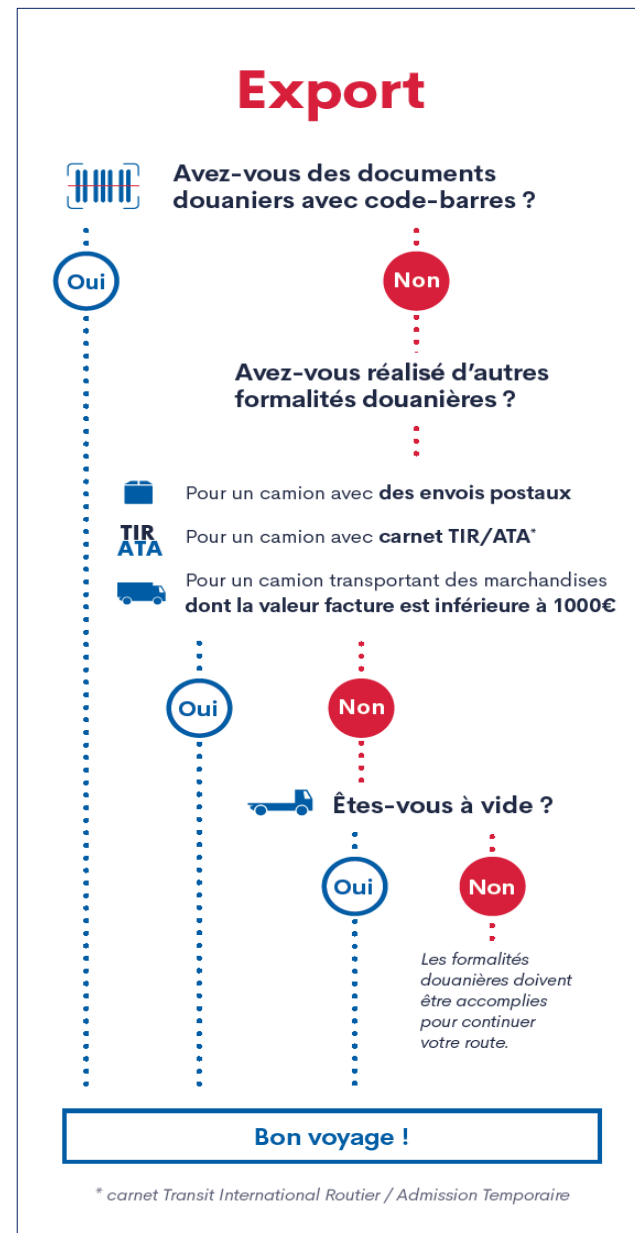 Export
Avez-vous des documents
douaniers avec code-barres ?
Oui
Non
Avez-vous réalisé d'autres
formalités douanières ?
Pour un camion avec des envois postaux
TIR
ATA
Pour un camion avec carnet TIR/ATA*
Pour un camion transportant des marchandises
dont la valeur facture est inférieure à 1000€
Oui
Non
Êtes-vous à vide ?
Oui
Non
Les formalités
douanières doivent
être accomplies
pour continuer
votre route.
Bon voyage !
* carnet Transit International Routier / Admission Temporaire